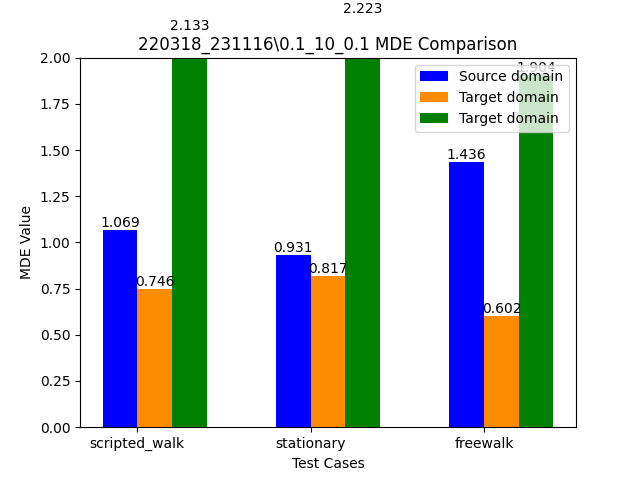 2.223
2.133
220318_231116\0.1_10_0.1 MDE Comparison
2.00
1.75
1.50
1.25
1.00
0.75
0.50
0.25
0.00
MDE Value
1.069
0.746
0.931
0.817
1.436
0.602
1.904
Source domain
Target domain
Target domain
scripted_walk
stationary
freewalk
Test Cases